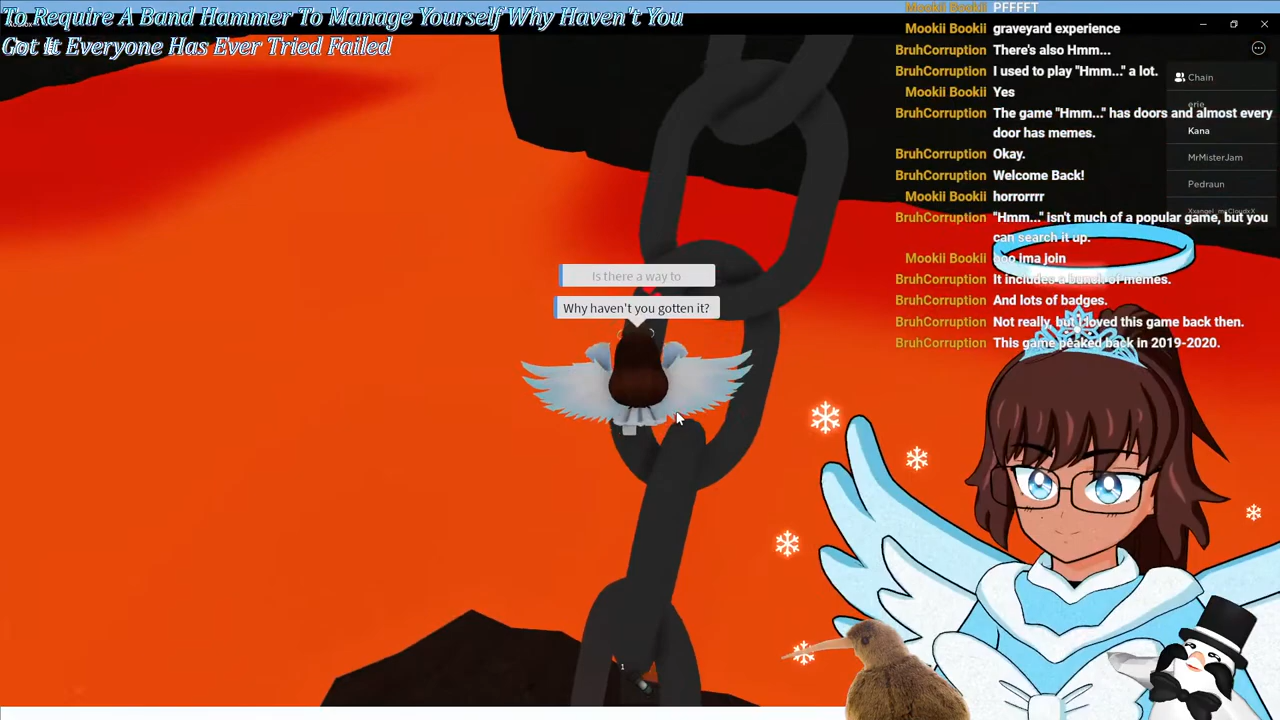 To Require A Band Hammer To Manage Yourself Why Haven't You
Got It Everyone Has Ever Tried Failed
Mookii Bookii PFFFFT
Mookii Bookii graveyard experience
BruhCorruption There's also Hmm...
BruhCorruption I used to play "Hmm..." a lot.
Mookii Bookii Yes
BruhCorruption The game "Hmm..." has doors and almost every
door has memes.
BruhCorruption Okay.
BruhCorruption Welcome Back!
Mookii Bookii horrorrrr
BruhCorruption "Hmm..." isn't much of a popular game, but you
can search it up.
Mookii Bookii ooo ima join
BruhCorruption It includes a bunch of memes.
BruhCorruption And lots of badges.
BruhCorruption Not really, but I loved this game back then.
BruhCorruption This game peaked back in 2019-2020.
Chain
erie
Kana
MrMisterJam
Pedraun
Is there a way to
Why haven't you gotten it?
1